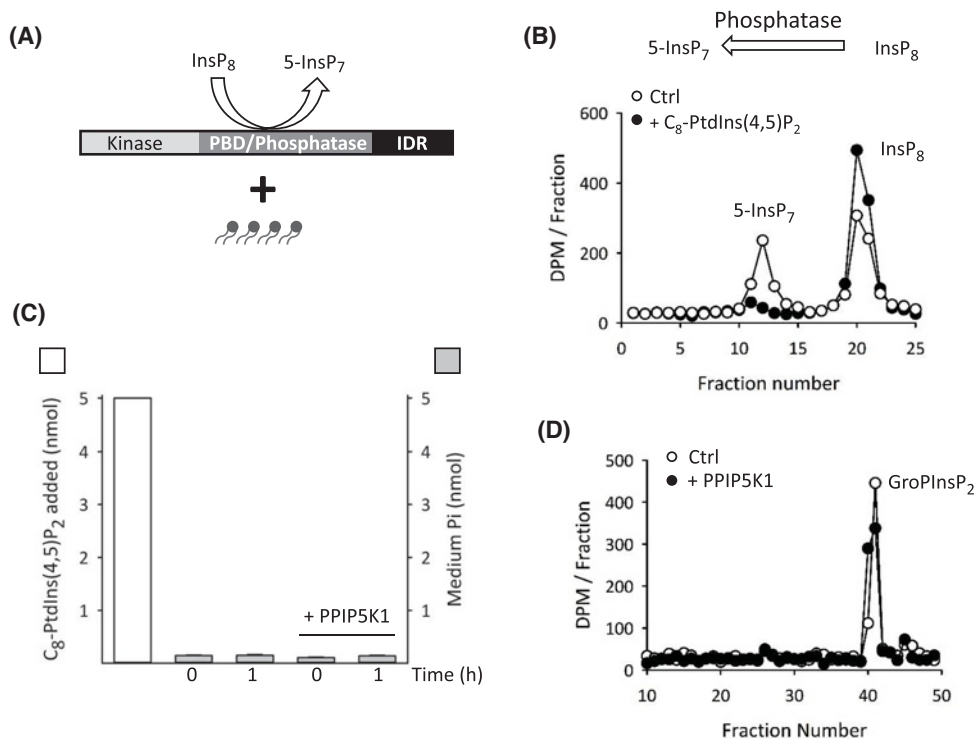 (A)
InsP8
5-InsP7
Kinase
PBD/Phosphatase
IDR
+
(B)
Phosphatase
5-InsP7
InsP8
Ctrl
+ C8-PtdIns(4,5)P2
600
400
200
0
DPM / Fraction
5-InsP7
InsP8
0 5 10 15 20 25
Fraction number
(C)
C8-PtdIns(4,5)P2 added (nmol)
5
4
3
2
1
5
4
3
2
1
Medium Pi (nmol)
+ PPIP5K1
0 1 0 1 Time (h)
(D)
Ctrl
+ PPIP5K1
GroPInsP2
500
400
300
200
100
0
DPM / Fraction
10 20 30 40 50
Fraction Number